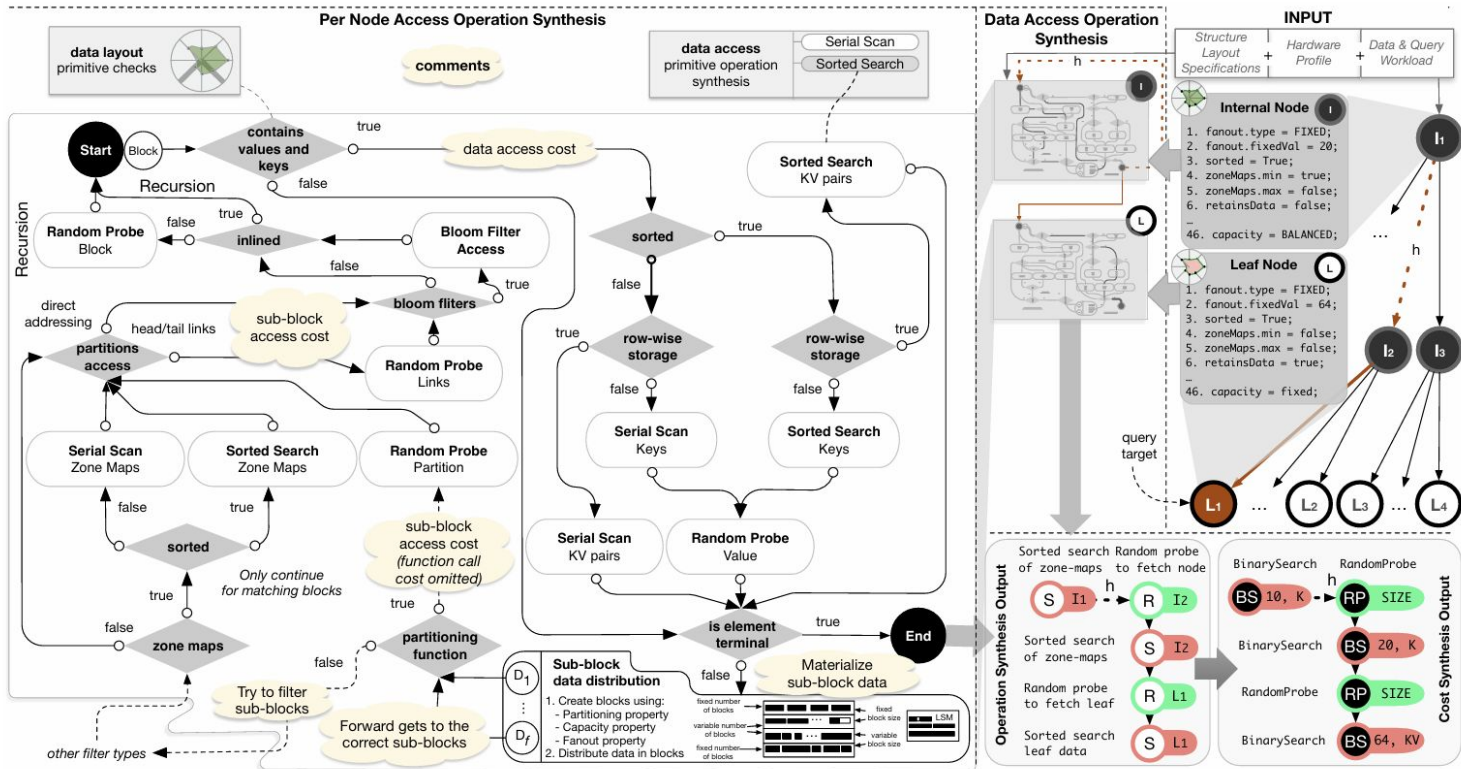 Per Node Access Operation Synthesis
data layout
primitive checks
comments
data access
primitive operation
synthesis
Serial Scan
Sorted Search
Start
Block
contains
values and
keys
true
false
data access cost
Sorted Search
KV pairs
Recursion
Recursion
true
false
Random Probe
Block
inlined
Bloom Filter
Access
false
true
bloom fliters
direct
addressing
head/tail links
sub-block
access cost
partitions
access
Random Probe
Links
sorted
true
false
true
row-wise
storage
false
row-wise
storage
true
false
Serial Scan
Zone Maps
Sorted Search
Zone Maps
Random Probe
Partition
Serial Scan
Keys
Sorted Search
Keys
false
true
sorted
sub-block
access cost
(function call
cost omitted)
Only continue
for matching blocks
true
false
zone maps
true
false
partitioning
function
Serial Scan
KV pairs
Random Probe
Value
is element
terminal
true
End
false
Materialize
sub-block data
Try to filter
sub-blocks
other filter types
Forward gets to the
correct sub-blocks
D1
Df
Sub-block
data distribution
1. Create blocks using:
- Partitioning property
- Capacity property
- Fanout property
2. Distribute data in blocks
fixed number
of blocks
variable number
of blocks
fixed number
of blocks
fixed
block size
variable
block size
LSM
Data Access Operation
Synthesis
h
I
L
INPUT
Structure
Layout
Specifications
+
Hardware
Profile
+
Data & Query
Workload
Internal Node
I
1. fanout.type = FIXED;
2. fanout.fixedVal = 20;
3. sorted = True;
4. zoneMaps.min = true;
5. zoneMaps.max = false;
6. retainsData = false;
…
46. capacity = BALANCED;
Leaf Node
L
1. fanout.type = FIXED;
2. fanout.fixedVal = 64;
3. sorted = True;
4. zoneMaps.min = false;
5. zoneMaps.max = false;
6. retainsData = true;
…
46. capacity = fixed;
I1
...
h
I2
I3
query
target
L1
...
L2
L3
...
L4
Operation Synthesis Output
Sorted search
of zone-maps
Random probe
to fetch node
S I1
h
R I2
Sorted search
of zone-maps
S I2
Random probe
to fetch leaf
R L1
Sorted search
leaf data
S L1
BinarySearch
RandomProbe
BS 10, K
h
RP SIZE
BinarySearch
BS 20, K
RandomProbe
RP SIZE
BinarySearch
BS 64, KV
Cost Synthesis Output